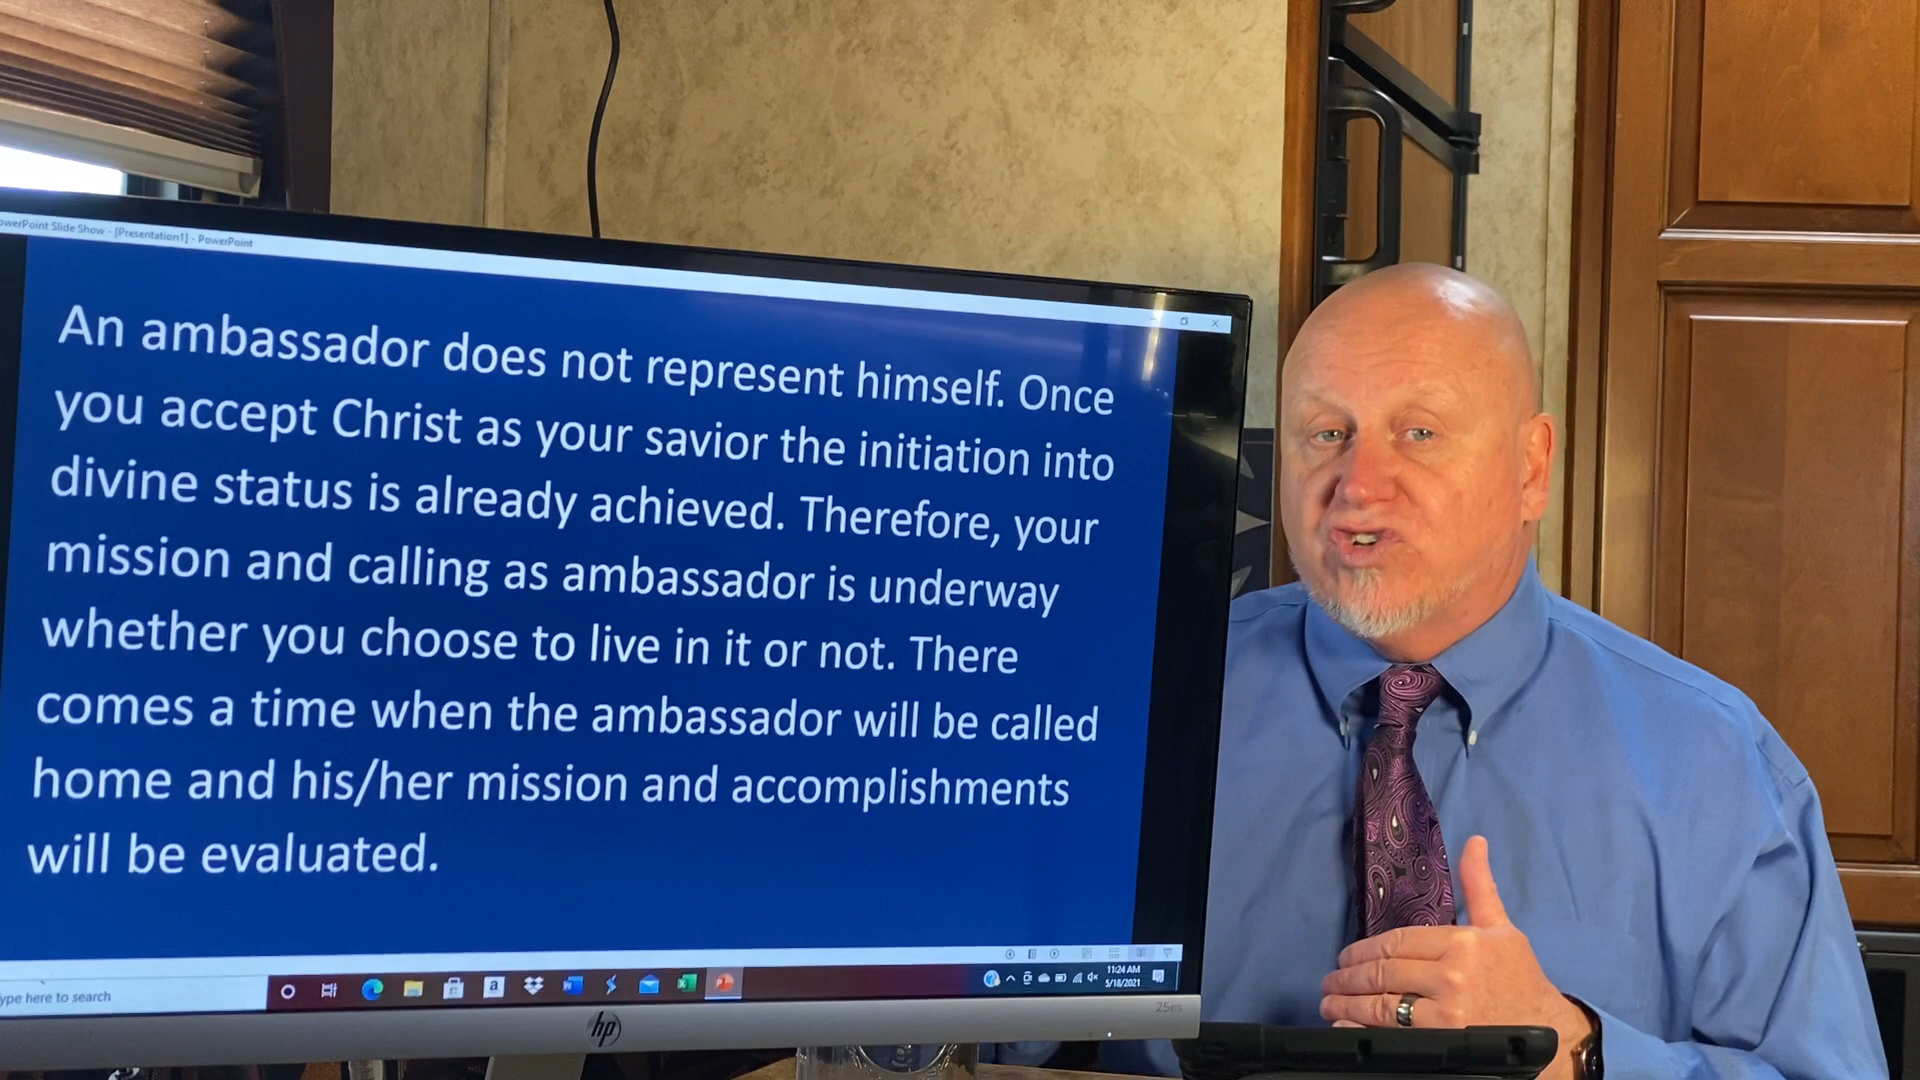 PowerPoint Slide Show - [Presentation1] - PowerPoint
An ambassador does not represent himself. Once
you accept Christ as your savior the initiation into
divine status is already achieved. Therefore, your
mission and calling as ambassador is underway
whether you choose to live in it or not. There
comes a time when the ambassador will be called
home and his/her mission and accomplishments
will be evaluated.
ype here to search
11:24 AM
5/18/2021
hp
25es